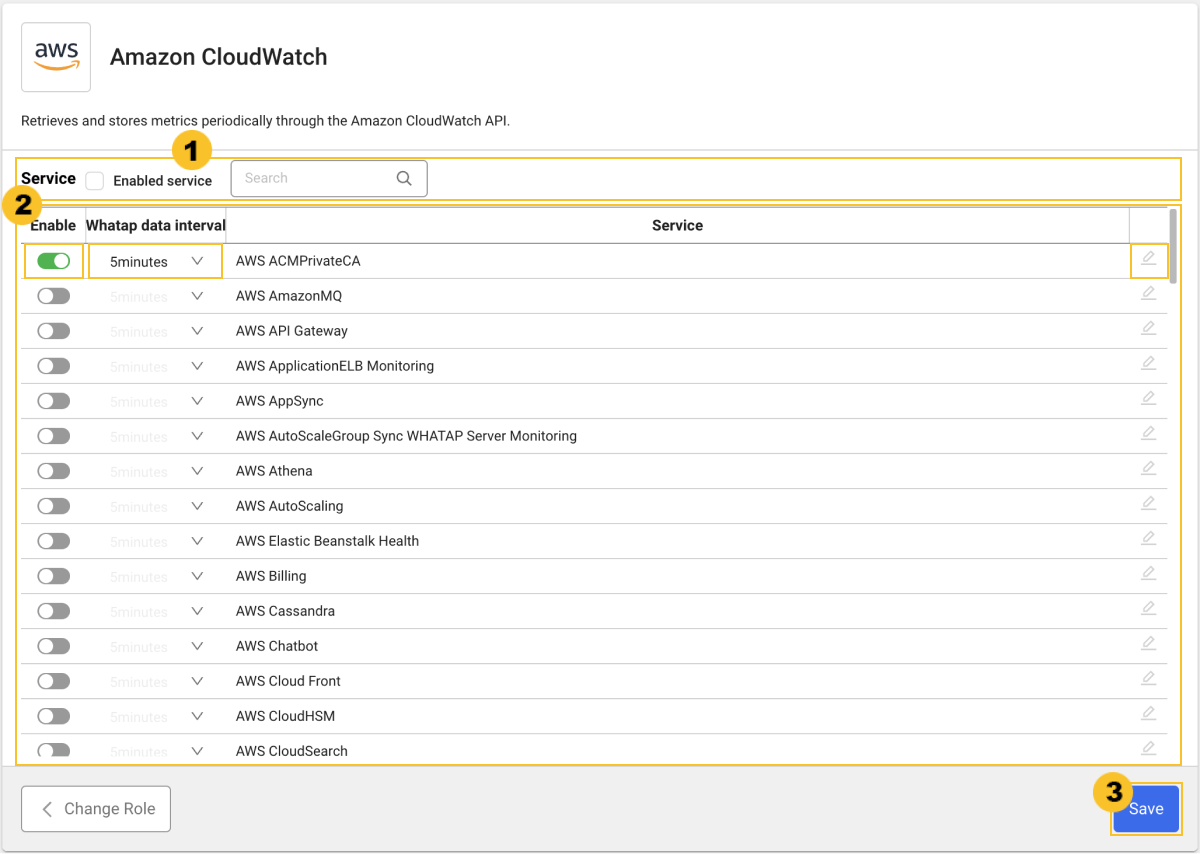 aws
Amazon CloudWatch
Retrieves and stores metrics periodically through the Amazon CloudWatch API.
1
Service Enabled service Search
2
Enable Whatap data interval Service
5minutes AWS ACMPrivateCA
5minutes AWS AmazonMQ
5minutes AWS API Gateway
5minutes AWS ApplicationELB Monitoring
5minutes AWS AppSync
5minutes AWS AutoScaleGroup Sync WHATAP Server Monitoring
5minutes AWS Athena
5minutes AWS AutoScaling
5minutes AWS Elastic Beanstalk Health
5minutes AWS Billing
5minutes AWS Cassandra
5minutes AWS Chatbot
5minutes AWS Cloud Front
5minutes AWS CloudHSM
5minutes AWS CloudSearch
3
Change Role Save